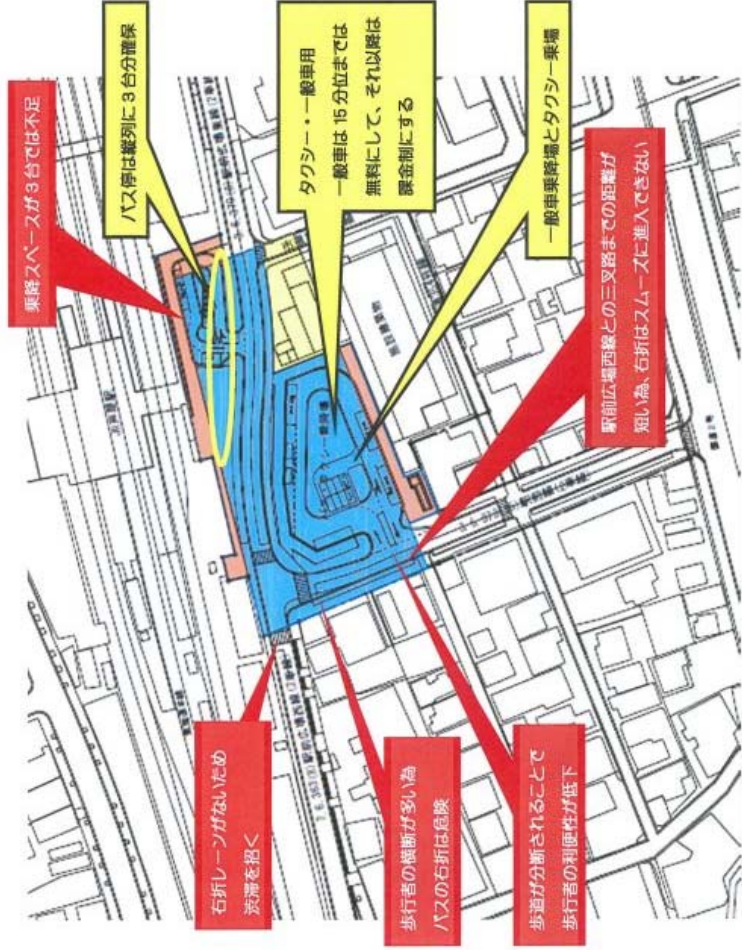 乗降スペースが３台では不足
バス停は縦列に３台分確保
タクシー・一般車用
一般車は 15 分位までは
無料にして、それ以降は
課金制にする
一般車乗降場とタクシー乗場
駅前広場西線との三叉路までの距離が
短い為、右折はスムーズに進入できない
右折レーンがないため
渋滞を招く
歩行者の横断が多い為
バスの右折は危険
歩道が分断されることで
歩行者の利便性が低下